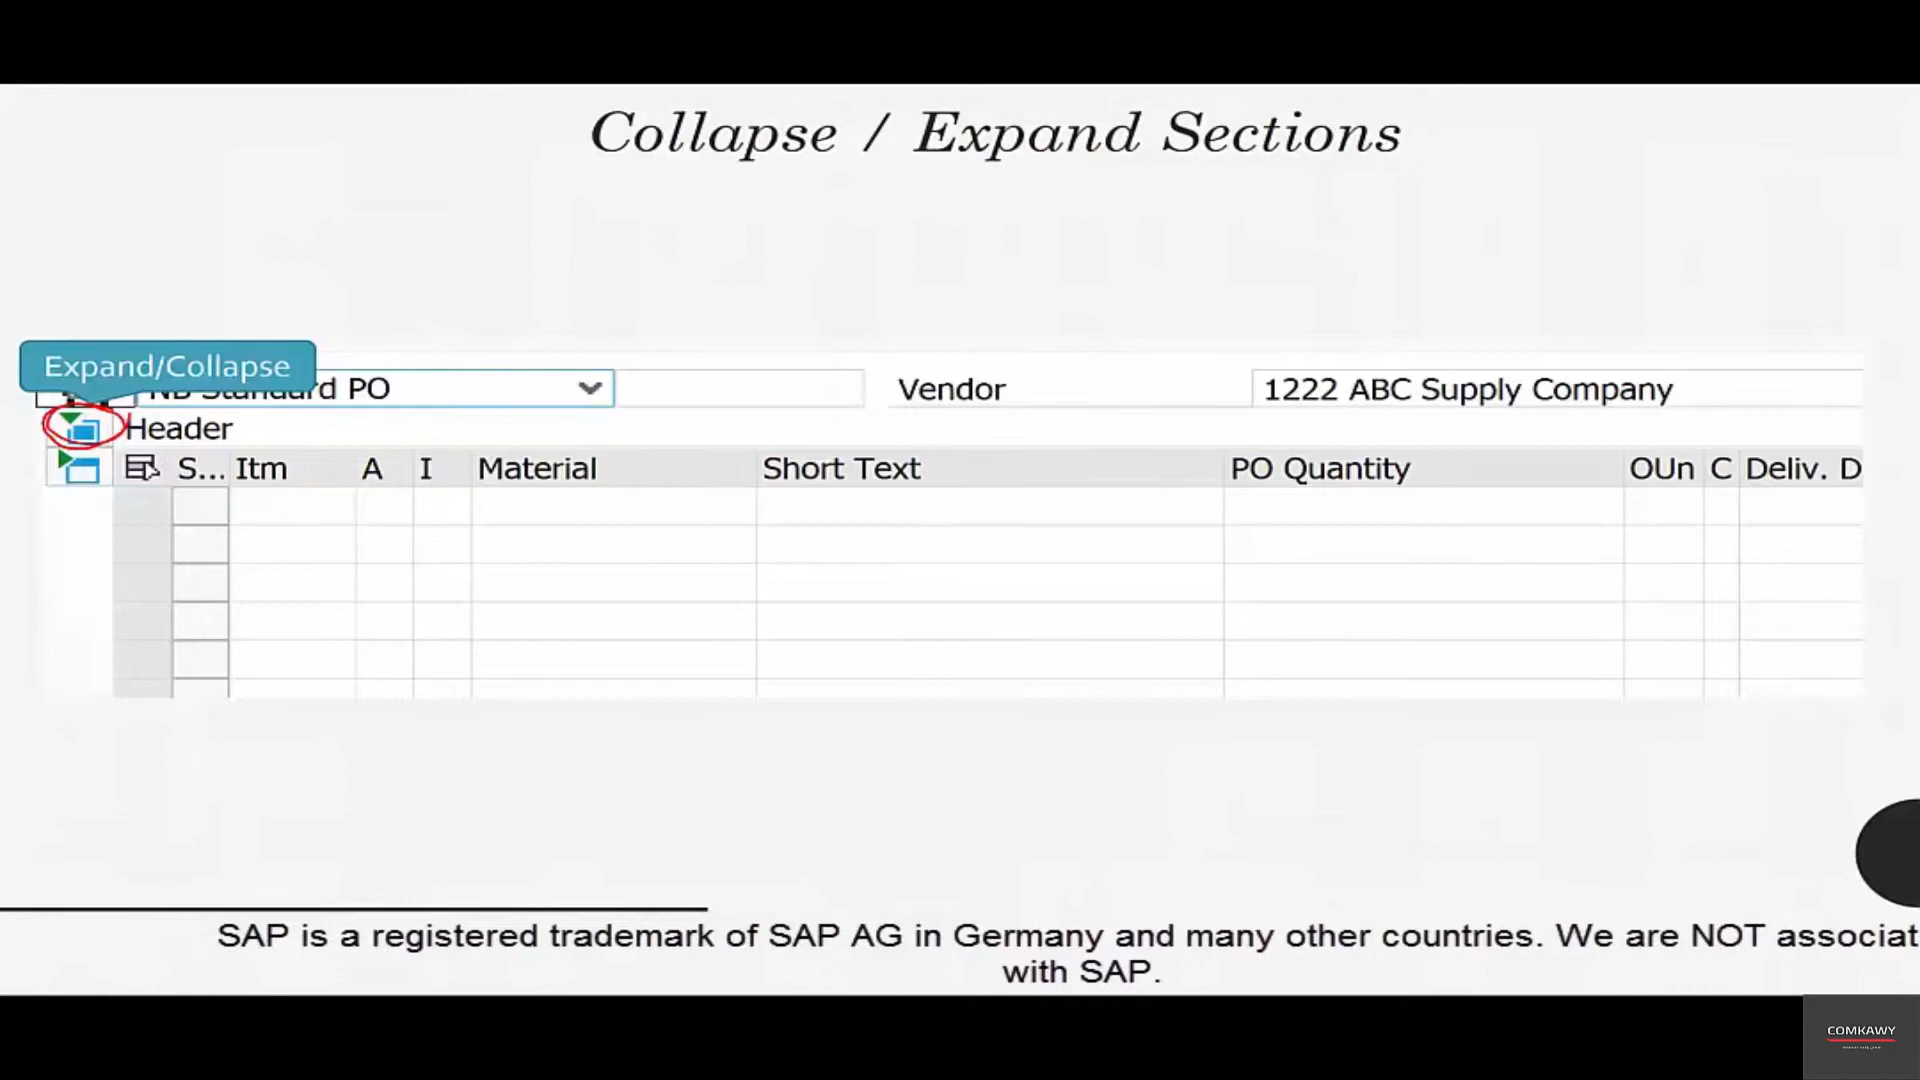 Collapse / Expand Sections
Expand/Collapse
Standard PO
Vendor
1222 ABC Supply Company
Header
S... Itm A I Material Short Text PO Quantity OUn C Deliv. D
SAP is a registered trademark of SAP AG in Germany and many other countries. We are NOT associat
with SAP.
COMKAWY